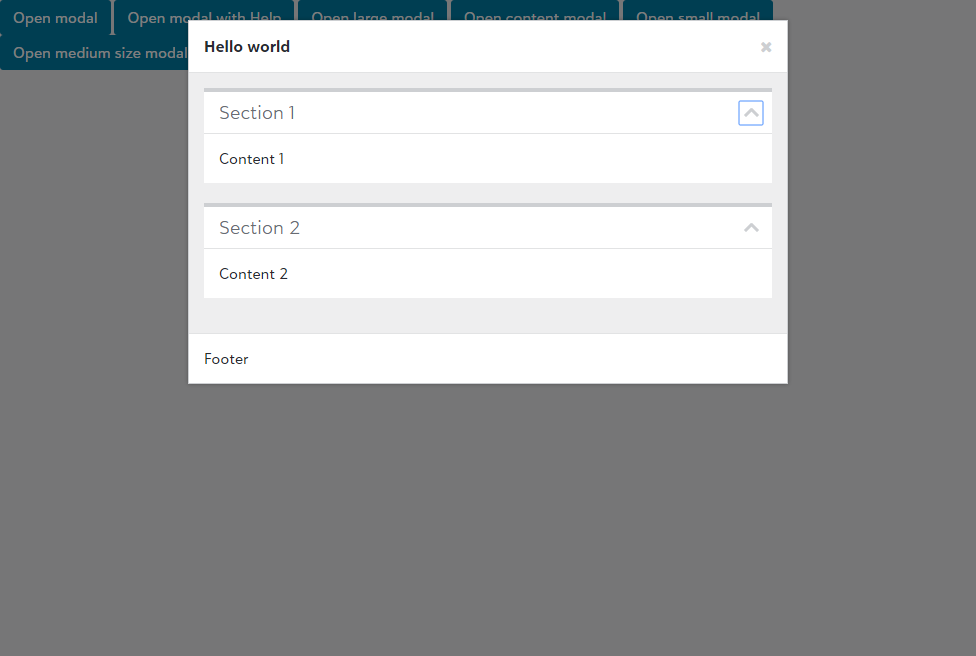 Open modal
Open modal with Help
Open large modal
Open content modal
Open small modal
Open medium size modal
Hello world
Section 1
Content 1
Section 2
Content 2
Footer